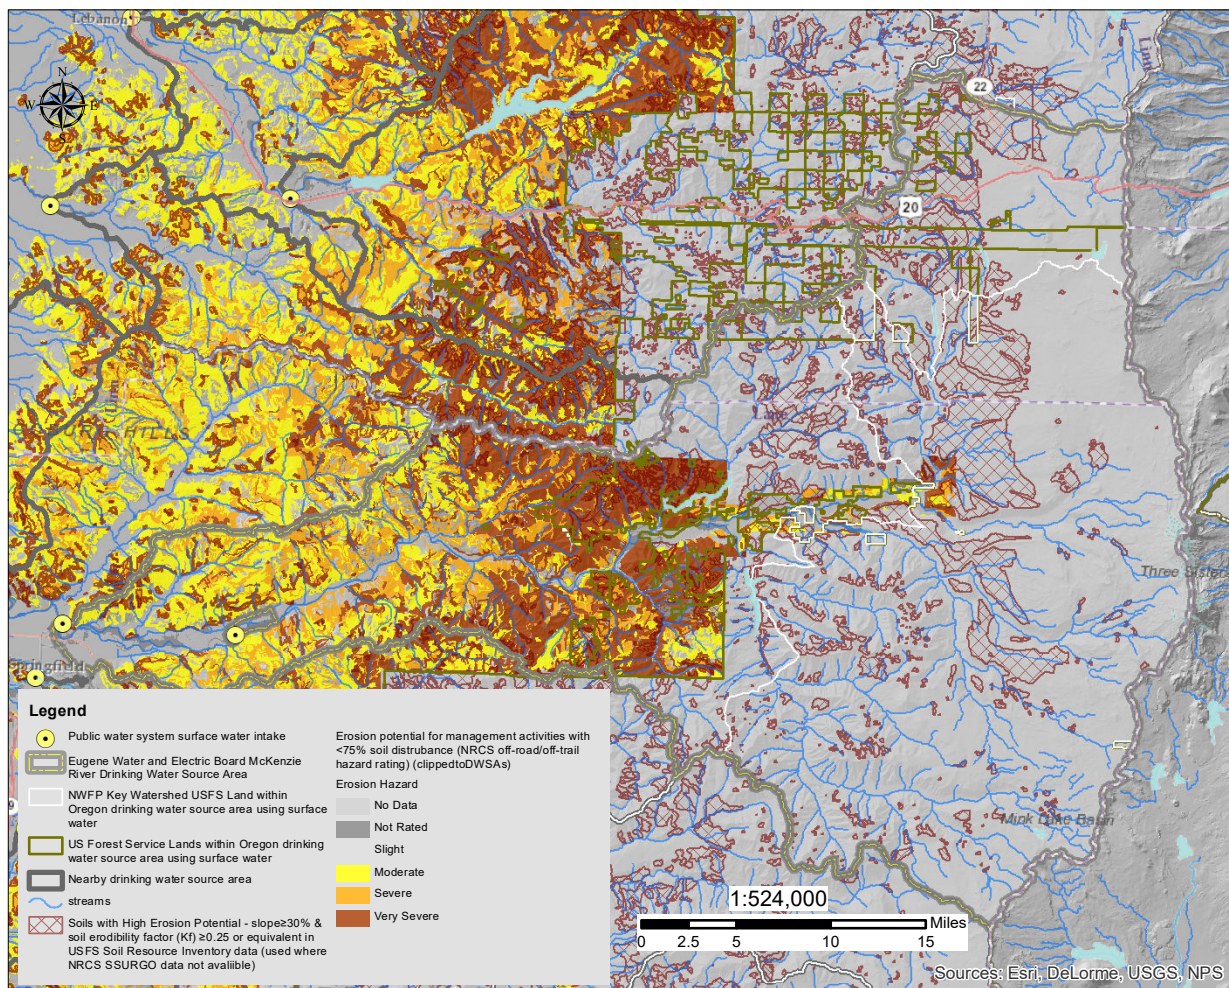 Lebanon
N
W
E
S
Linn
22
20
Linn
Lane
HILLS
Three Sister
Springfield
Mink Lake Basin
9
Legend
Public water system surface water intake
Eugene Water and Electric Board McKenzie
River Drinking Water Source Area
NWFP Key Watershed USFS Land within
Oregon drinking water source area using surface
water
US Forest Service Lands within Oregon drinking
water source area using surface water
Nearby drinking water source area
streams
Soils with High Erosion Potential - slope≥30% &
soil erodibility factor (Kf) ≥0.25 or equivalent in
USFS Soil Resource Inventory data (used where
NRCS SSURGO data not avaliible)
Erosion potential for management activities with
<75% soil distrubance (NRCS off-road/off-trail
hazard rating) (clippedtoDWSAs)
Erosion Hazard
No Data
Not Rated
Slight
Moderate
Severe
Very Severe
1:524,000
Miles
0 2.5 5 10 15
Sources: Esri, DeLorme, USGS, NPS